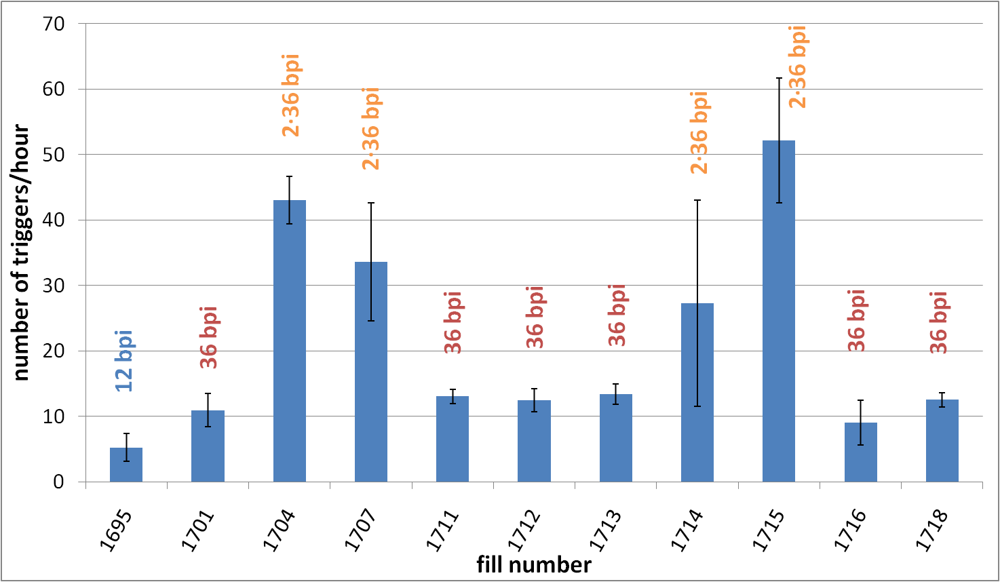 70
60
50
40
30
20
10
0
number of triggers/hour
12 bpi
36 bpi
2·36 bpi
2·36 bpi
36 bpi
36 bpi
36 bpi
2·36 bpi
2·36 bpi
36 bpi
36 bpi
1695
1701
1704
1707
1711
1712
1713
1714
1715
1716
1718
fill number